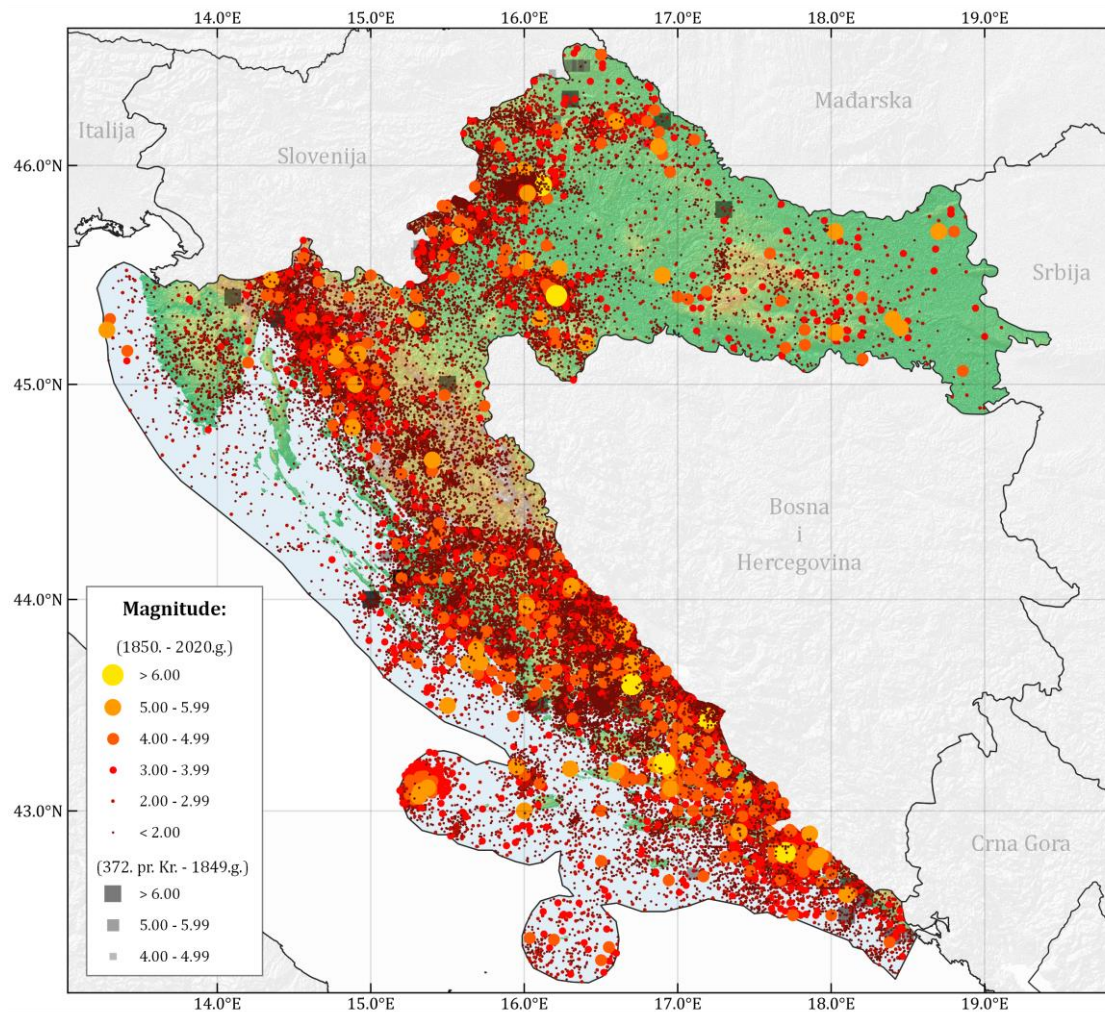 14.0°E 15.0°E 16.0°E 17.0°E 18.0°E 19.0°E
Mađarska
Italija
Slovenija
46.0°N
Srbija
45.0°N
Bosna
i
Hercegovina
44.0°N
Magnitude:
(1850. - 2020.g.)
> 6.00
5.00 - 5.99
4.00 - 4.99
3.00 - 3.99
2.00 - 2.99
< 2.00
(372. pr. Kr. - 1849.g.)
> 6.00
5.00 - 5.99
4.00 - 4.99
43.0°N
Crna Gora
14.0°E 15.0°E 16.0°E 17.0°E 18.0°E 19.0°E